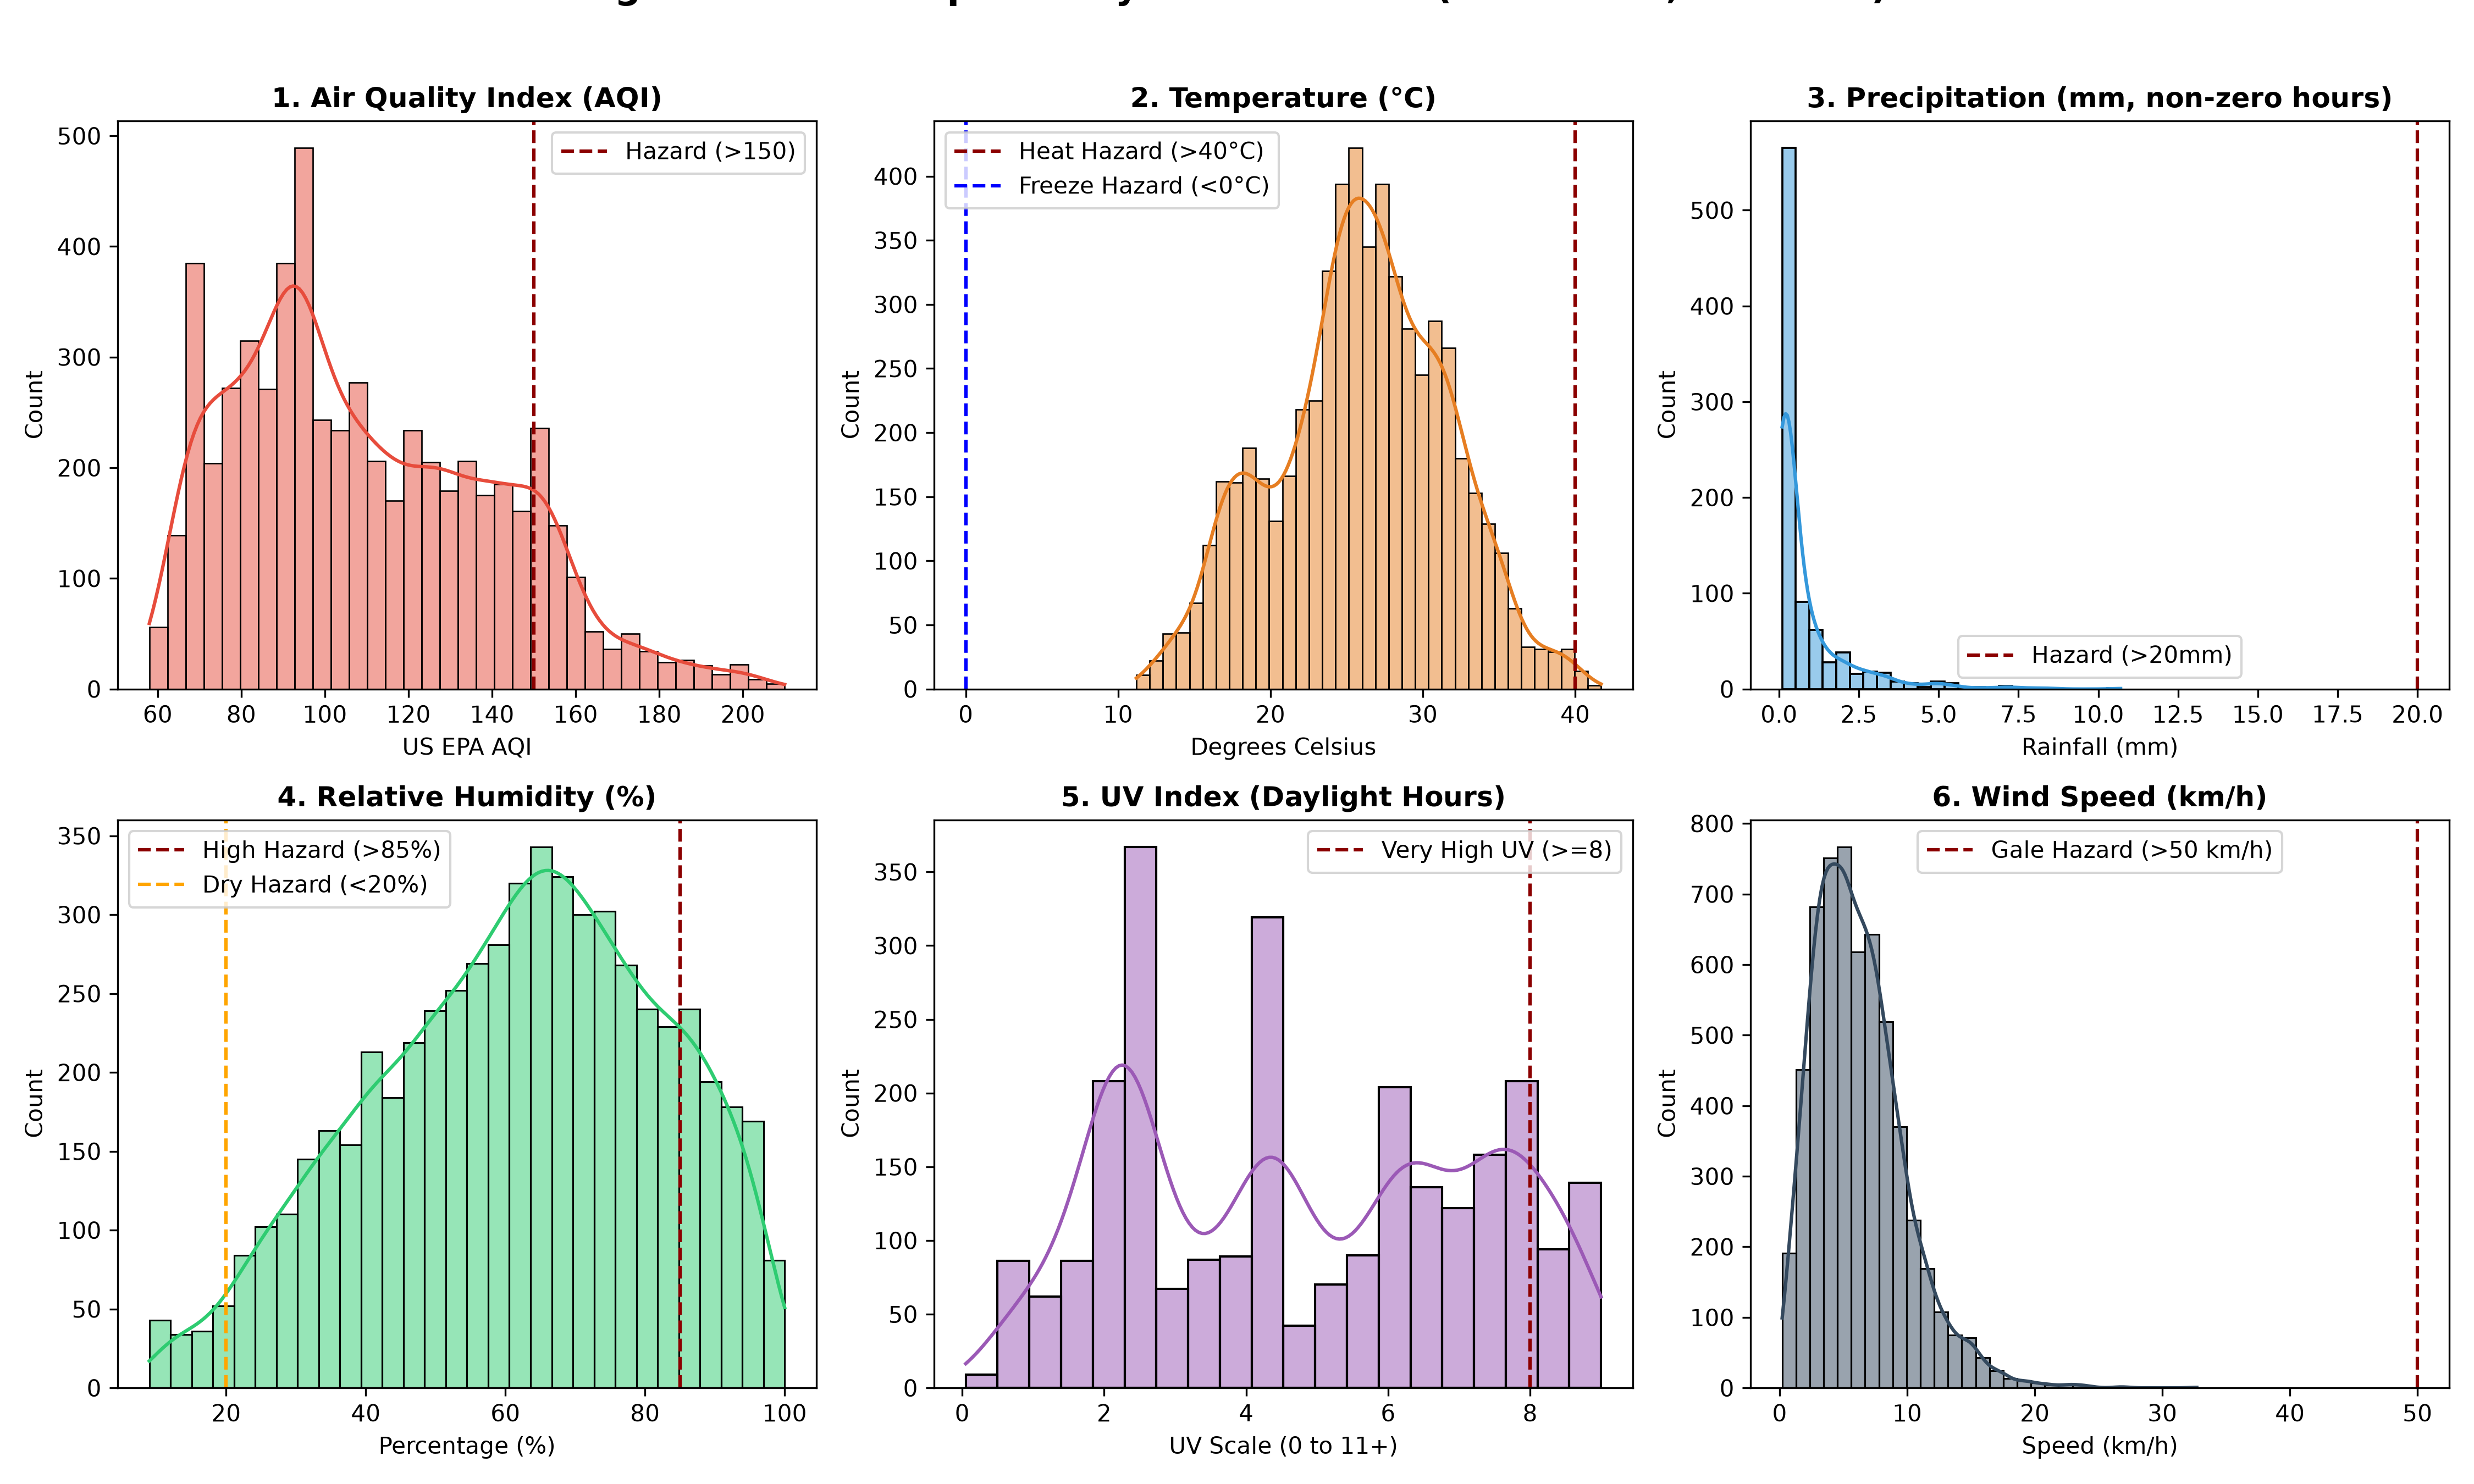 1. Air Quality Index (AQI)
500
400
300
200
100
0
Count
60 80 100 120 140 160 180 200
US EPA AQI
Hazard (>150)
2. Temperature (°C)
400
350
300
250
200
150
100
50
0
Count
0 10 20 30 40
Degrees Celsius
Heat Hazard (>40°C)
Freeze Hazard (<0°C)
3. Precipitation (mm, non-zero hours)
500
400
300
200
100
0
Count
0.0 2.5 5.0 7.5 10.0 12.5 15.0 17.5 20.0
Rainfall (mm)
Hazard (>20mm)
4. Relative Humidity (%)
350
300
250
200
150
100
50
0
Count
20 40 60 80 100
Percentage (%)
High Hazard (>85%)
Dry Hazard (<20%)
5. UV Index (Daylight Hours)
350
300
250
200
150
100
50
0
Count
0 2 4 6 8
UV Scale (0 to 11+)
Very High UV (>=8)
6. Wind Speed (km/h)
800
700
600
500
400
300
200
100
0
Count
0 10 20 30 40 50
Speed (km/h)
Gale Hazard (>50 km/h)